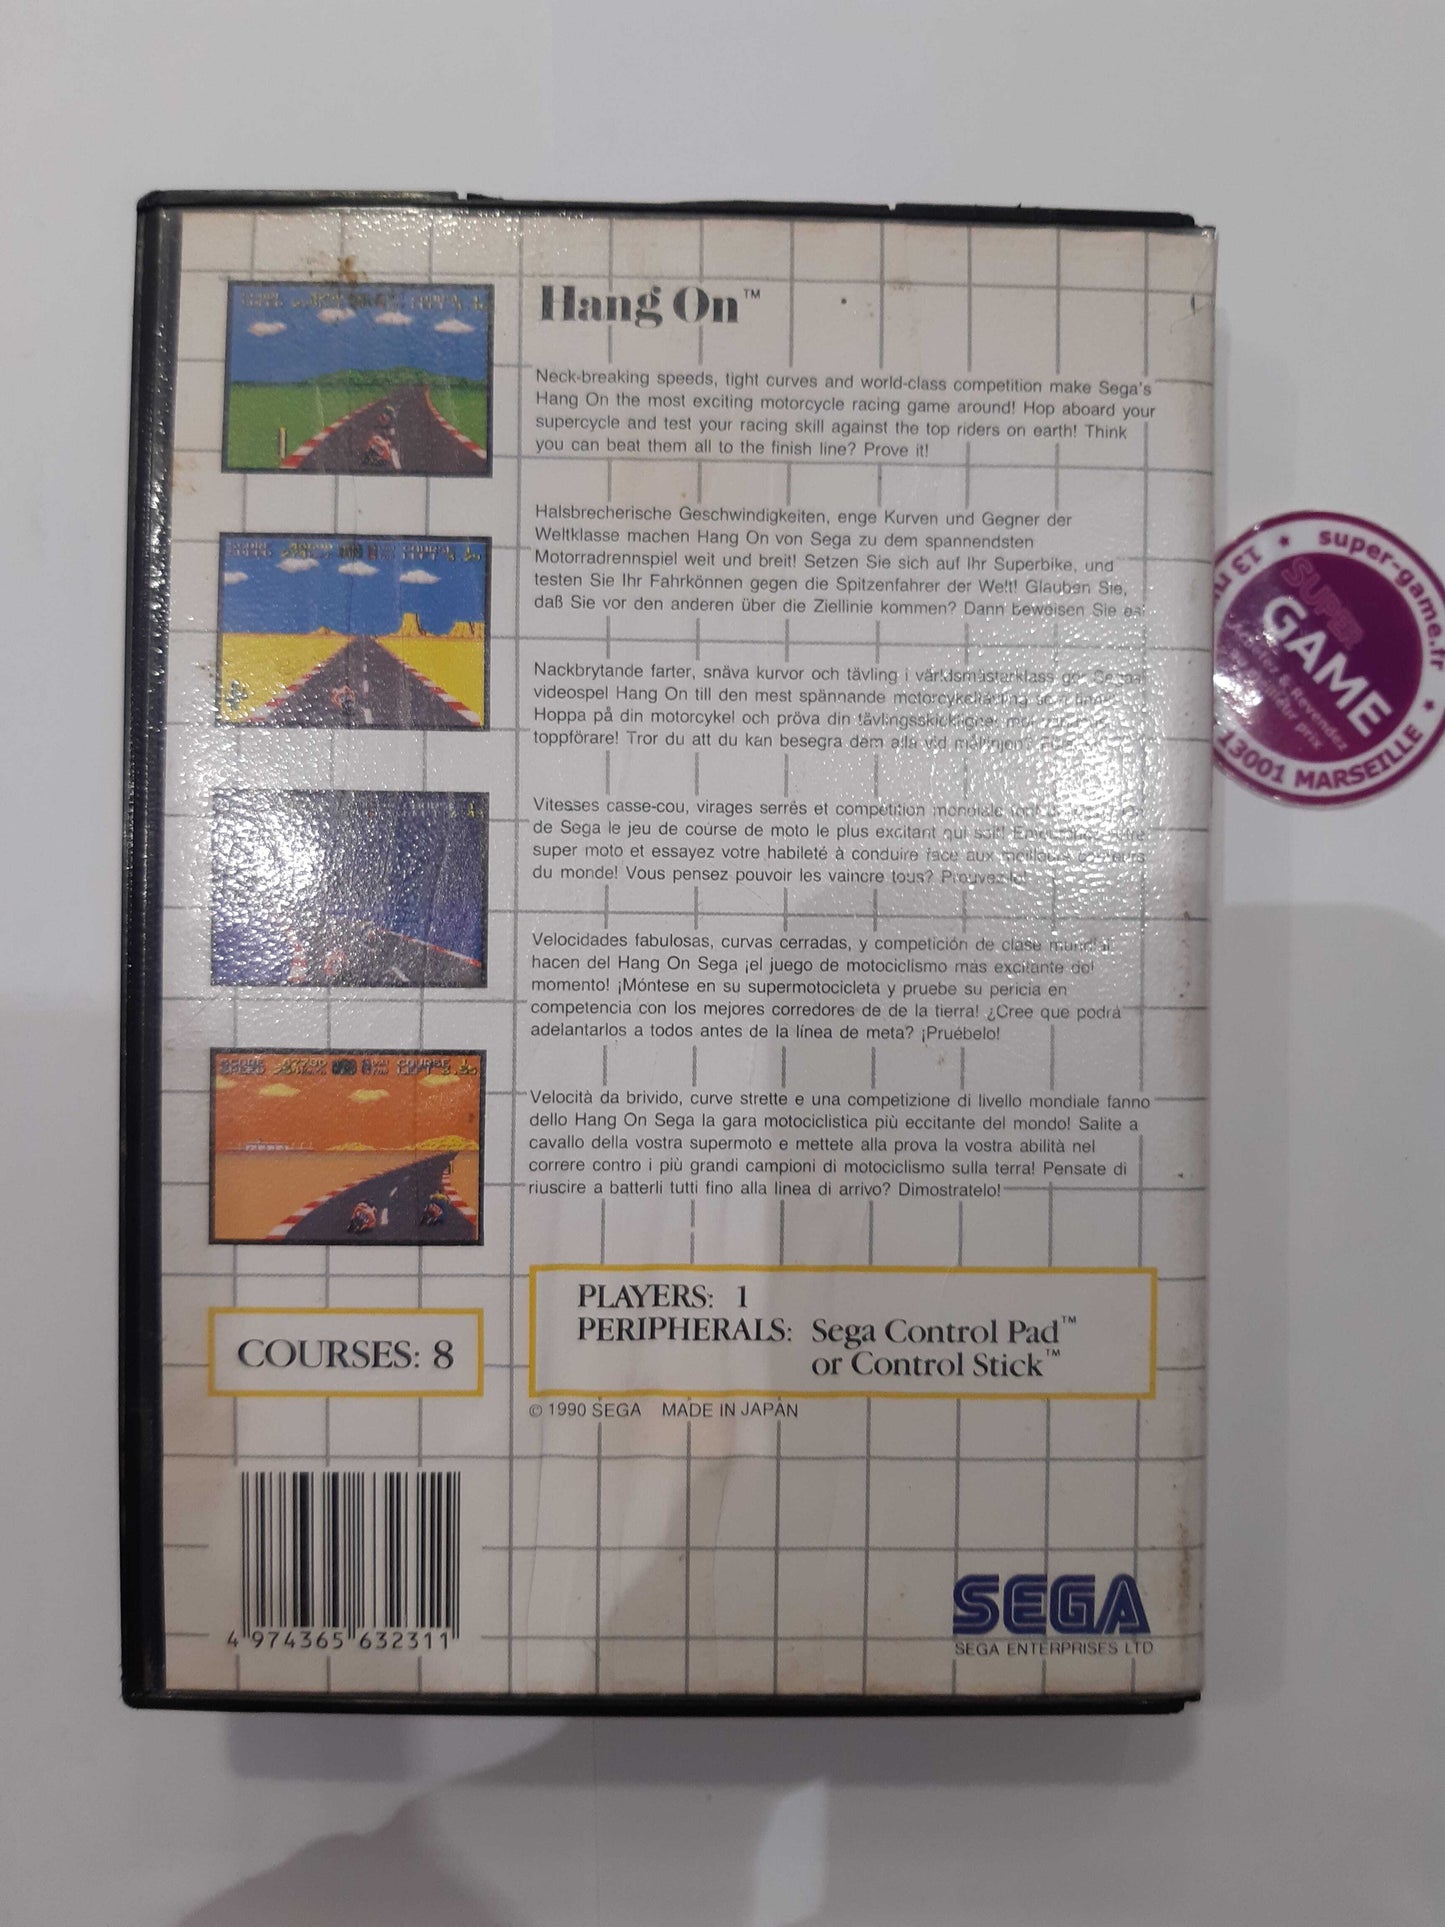 Hang On™
Neck-breaking speeds, tight curves and world-class competition make Sega's
Hang On the most exciting motorcycle racing game around! Hop aboard your
supercycle and test your racing skill against the top riders on earth! Think
you can beat them all to the finish line? Prove it!
Halsbrecherische Geschwindigkeiten, enge Kurven und Gegner der
Weltklasse machen Hang On von Sega zu dem spannendsten
Motorradrennspiel weit und breit! Setzen Sie sich auf Ihr Superbike, und
testen Sie Ihr Fahrkönnen gegen die Spitzenfahrer der Welt! Glauben Sie,
daß Sie vor den anderen über die Ziellinie kommen? Dann beweisen Sie es!
Nackbrytande farter, snäva kurvor och tävling i världsmästarklass gör
videospel Hang On till den mest spännande motorcykeltävling som
Hoppa på din motorcykel och pröva din tävlingsskicklighet mot
toppförare! Tror du att du kan besegra dem alla vid mållinjen?
Vitesses casse-cou, virages serrés et compétition mondiale font
de Sega le jeu de course de moto le plus excitant qui soit!
super moto et essayez votre habileté à conduire face aux meilleurs coureurs
du monde! Vous pensez pouvoir les vaincre tous? Prouvez-le!
Velocidades fabulosas, curvas cerradas, y competición de clase mundial
hacen del Hang On Sega ¡el juego de motociclismo más excitante del
momento! ¡Móntese en su supermotocicleta y pruebe su pericia en
competencia con los mejores corredores de de la tierra! ¿Cree que podrá
adelantarlos a todos antes de la línea de meta? ¡Pruébelo!
Velocità da brivido, curve strette e una competizione di livello mondiale fanno
dello Hang On Sega la gara motociclistica più eccitante del mondo! Salite a
cavallo della vostra supermoto e mettete alla prova la vostra abilità nel
correre contro i più grandi campioni di motociclismo sulla terra! Pensate di
riuscire a batterli tutti fino alla linea di arrivo? Dimostratelo!
PLAYERS: 1
PERIPHERALS: Sega Control Pad™
or Control Stick™
COURSES: 8
© 1990 SEGA MADE IN JAPAN
4 974365 632311
SEGA
SEGA ENTERPRISES LTD
super-game.fr
SUPER
GAME
& Revendez
prix
13001 MARSEILLE